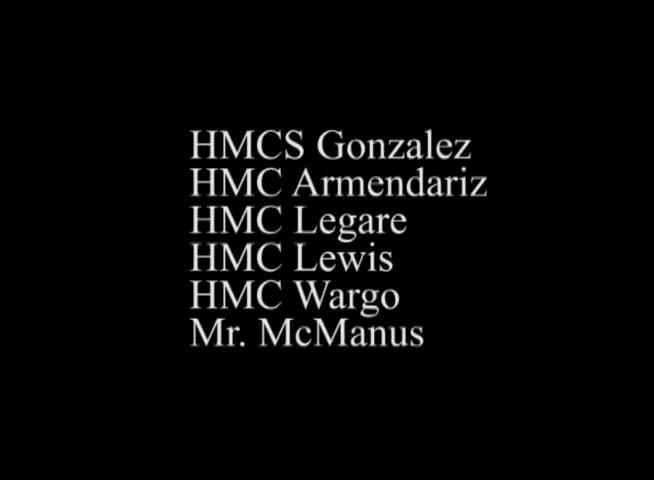 HMCS Gonzalez
HMC Armendariz
HMC Legare
HMC Lewis
HMC Wargo
Mr. McManus